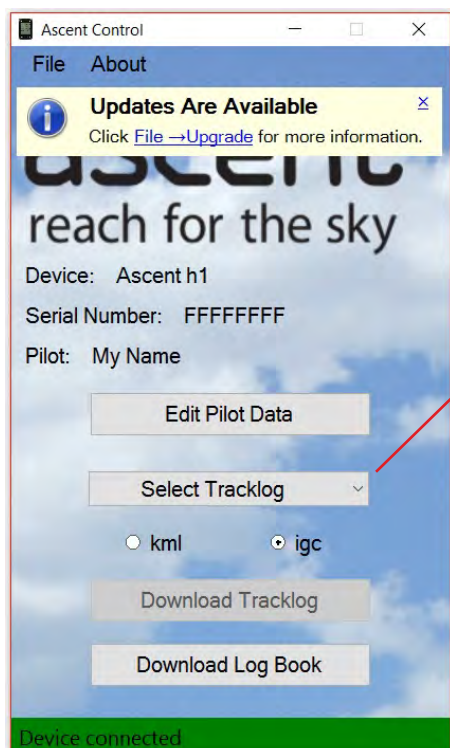 Ascent Control
File About
Updates Are Available
Click File →Upgrade for more information.
ascent
reach for the sky
Device: Ascent h1
Serial Number: FFFFFFFF
Pilot: My Name
Edit Pilot Data
Select Tracklog
kml igc
Download Tracklog
Download Log Book
Device connected